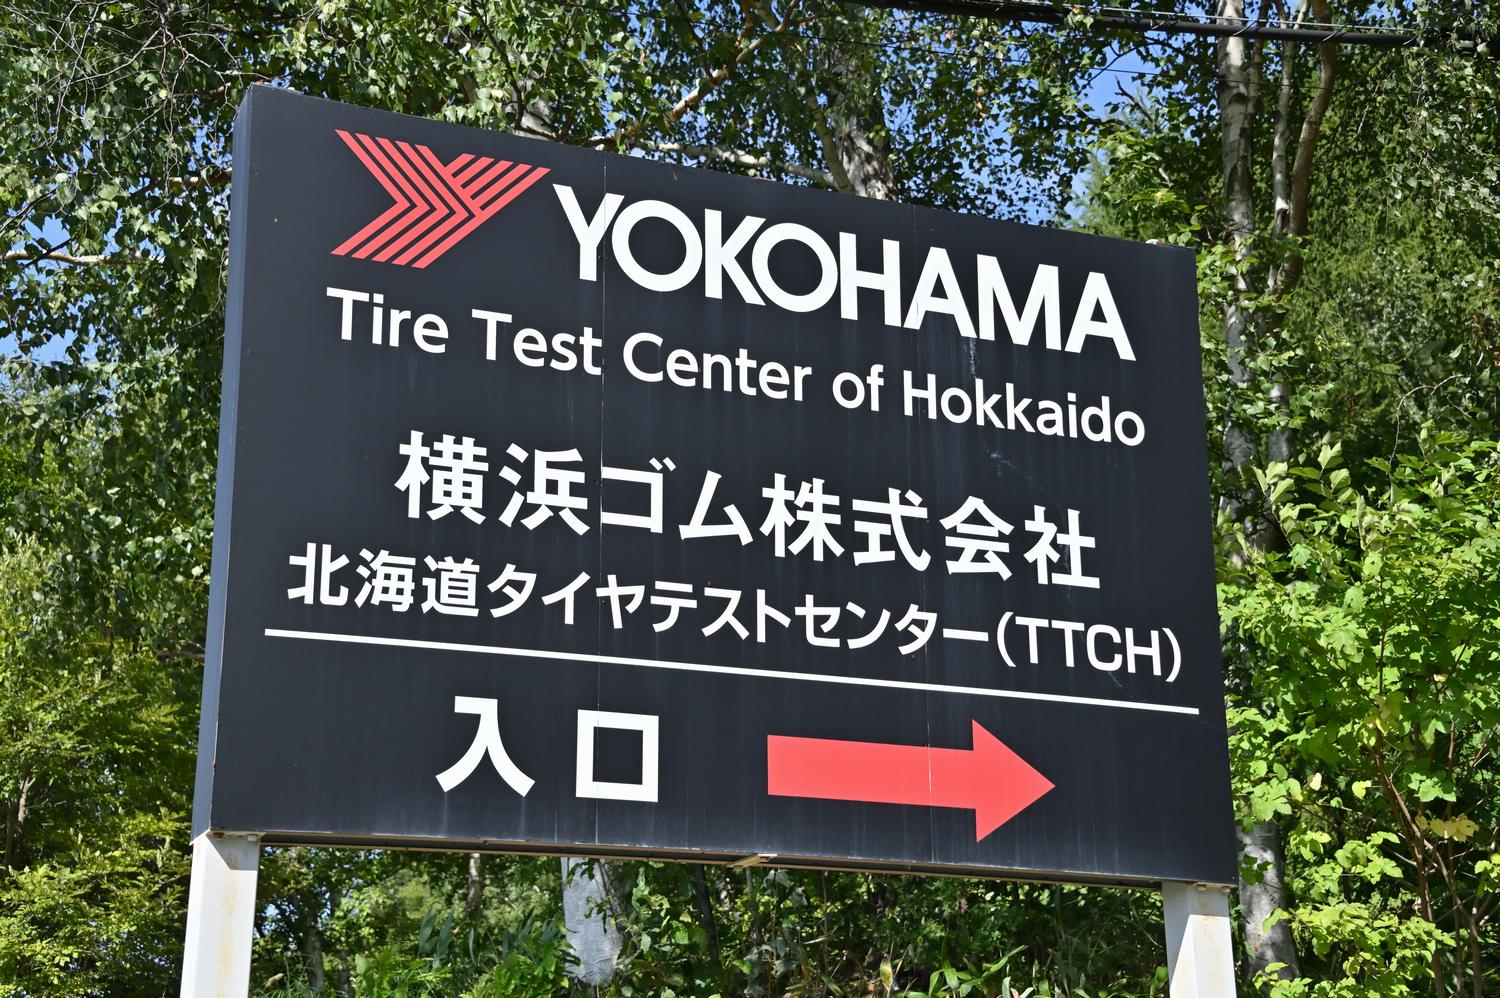 YOKOHAMA
Tire Test Center of Hokkaido
横浜ゴム株式会社
北海道タイヤテストセンター(TTCH)
入口